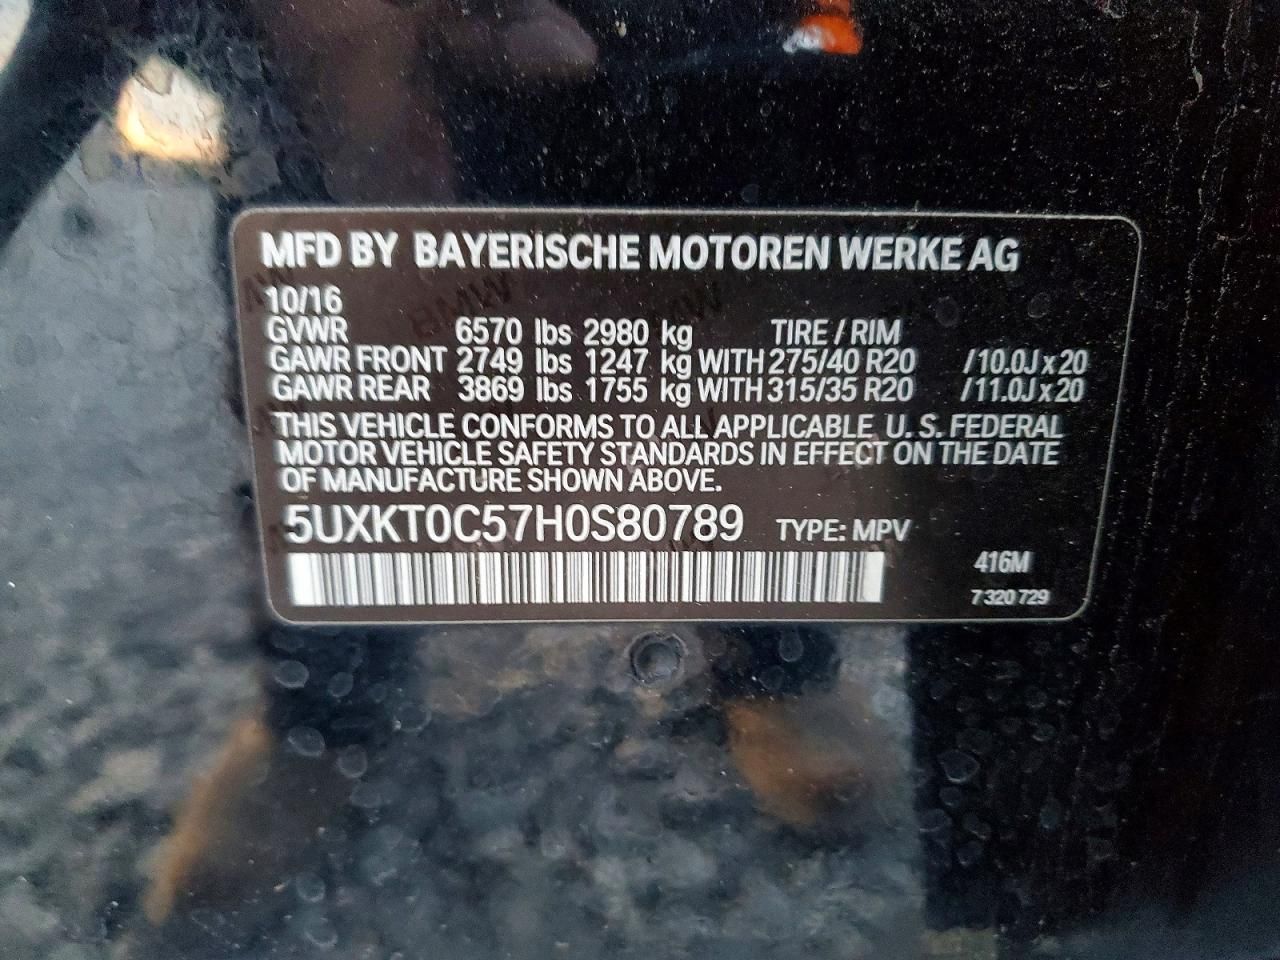 MFD BY BAYERISCHE MOTOREN WERKE AG
10/16
GVWR 6570 lbs 2980 kg TIRE / RIM
GAWR FRONT 2749 lbs 1247 kg WITH 275/40 R20 /10.0J x 20
GAWR REAR 3869 lbs 1755 kg WITH 315/35 R20 /11.0J x 20
THIS VEHICLE CONFORMS TO ALL APPLICABLE U. S. FEDERAL
MOTOR VEHICLE SAFETY STANDARDS IN EFFECT ON THE DATE
OF MANUFACTURE SHOWN ABOVE.
5UXKT0C57H0S80789 TYPE: MPV
416M
7 320 729